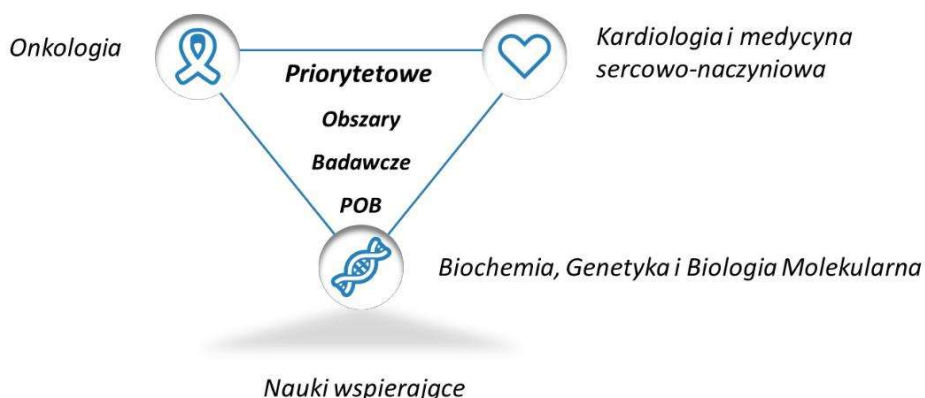 Onkologia
Kardiologia i medycyna
sercowo-naczyniowa
Priorytetowe
Obszary
Badawcze
POB
Biochemia, Genetyka i Biologia Molekularna
Nauki wspierające